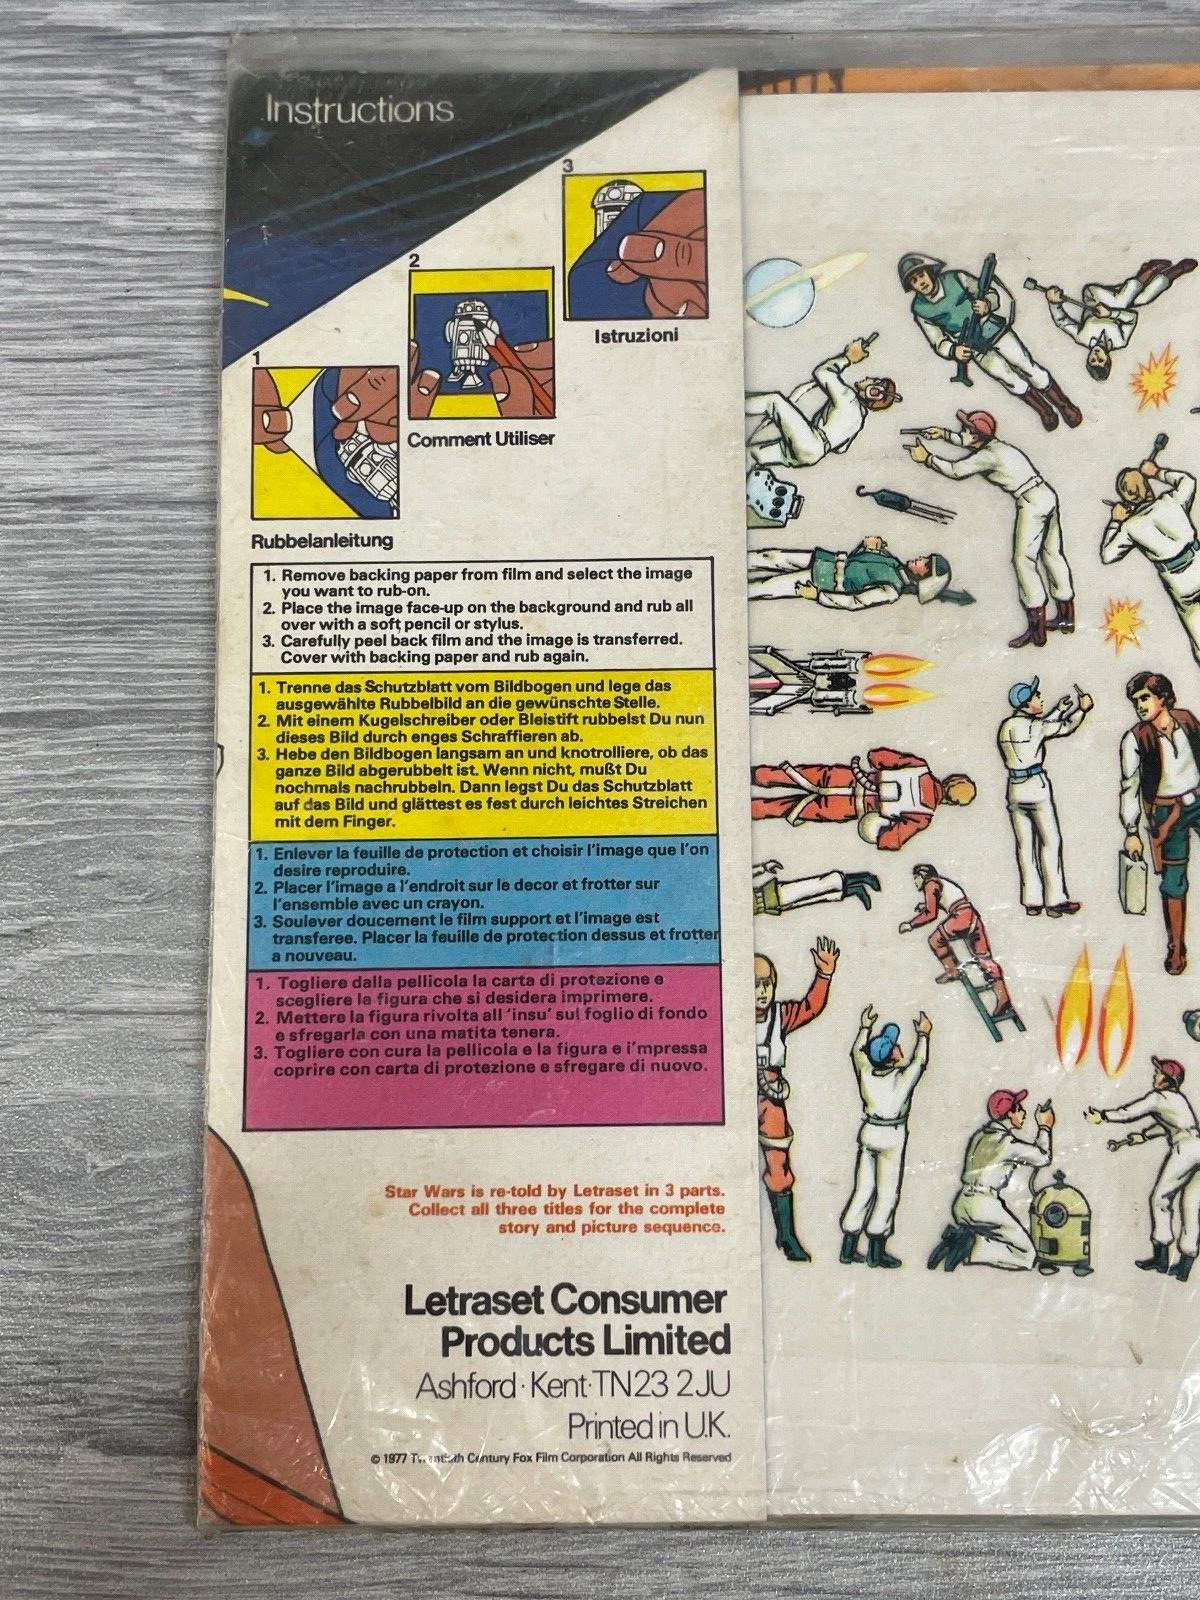 Instructions
3
Istruzioni
2
Comment Utiliser
1
Rubbelanleitung
1. Remove backing paper from film and select the image
you want to rub-on.
2. Place the image face-up on the background and rub all
over with a soft pencil or stylus.
3. Carefully peel back film and the image is transferred.
Cover with backing paper and rub again.
1. Trenne das Schutzblatt vom Bildbogen und lege das
ausgewählte Rubbelbild an die gewünschte Stelle.
2. Mit einem Kugelschreiber oder Bleistift rubbelst Du nun
dieses Bild durch enges Schraffieren ab.
3. Hebe den Bildbogen langsam an und knotrolliere, ob das
ganze Bild abgerubbelt ist. Wenn nicht, mußt Du
nochmals nachrubbeln. Dann legst Du das Schutzblatt
auf das Bild und glättest es fest durch leichtes Streichen
mit dem Finger.
1. Enlever la feuille de protection et choisir l'image que l'on
desire reproduire.
2. Placer l'image a l'endroit sur le decor et frotter sur
l'ensemble avec un crayon.
3. Soulever doucement le film support et l'image est
transferee. Placer la feuille de protection dessus et frotter
a nouveau.
1. Togliere dalla pellicola la carta di protezione e
scegliere la figura che si desidera imprimere.
2. Mettere la figura rivolta all 'insu' sul foglio di fondo
e sfregarla con una matita tenera.
3. Togliere con cura la pellicola e la figura e i'mpressa
coprire con carta di protezione e sfregare di nuovo.
Star Wars is re-told by Letraset in 3 parts.
Collect all three titles for the complete
story and picture sequence.
Letraset Consumer
Products Limited
Ashford·Kent·TN23 2JU
Printed in U.K.
© 1977 Twentieth Century Fox Film Corporation All Rights Reserved